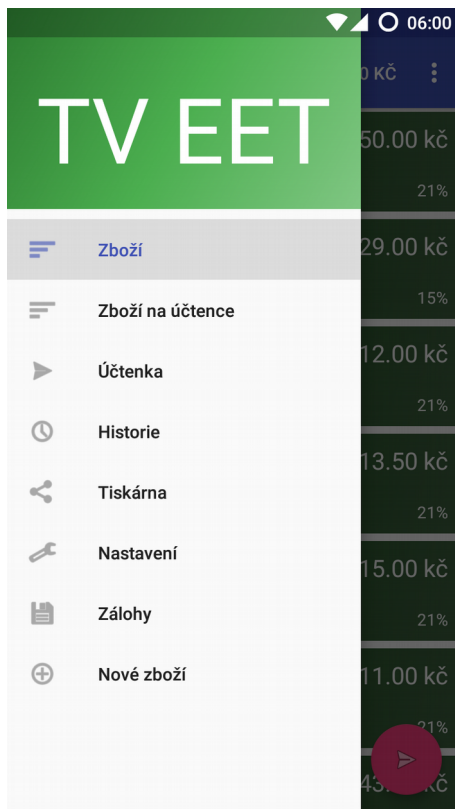 06:00
TV EET
0 KČ
50.00 kč
21%
Zboží
29.00 kč
15%
Zboží na účtence
12.00 kč
21%
Účtenka
Historie
13.50 kč
21%
Tiskárna
Nastavení
15.00 kč
21%
Zálohy
Nové zboží
11.00 kč
21%